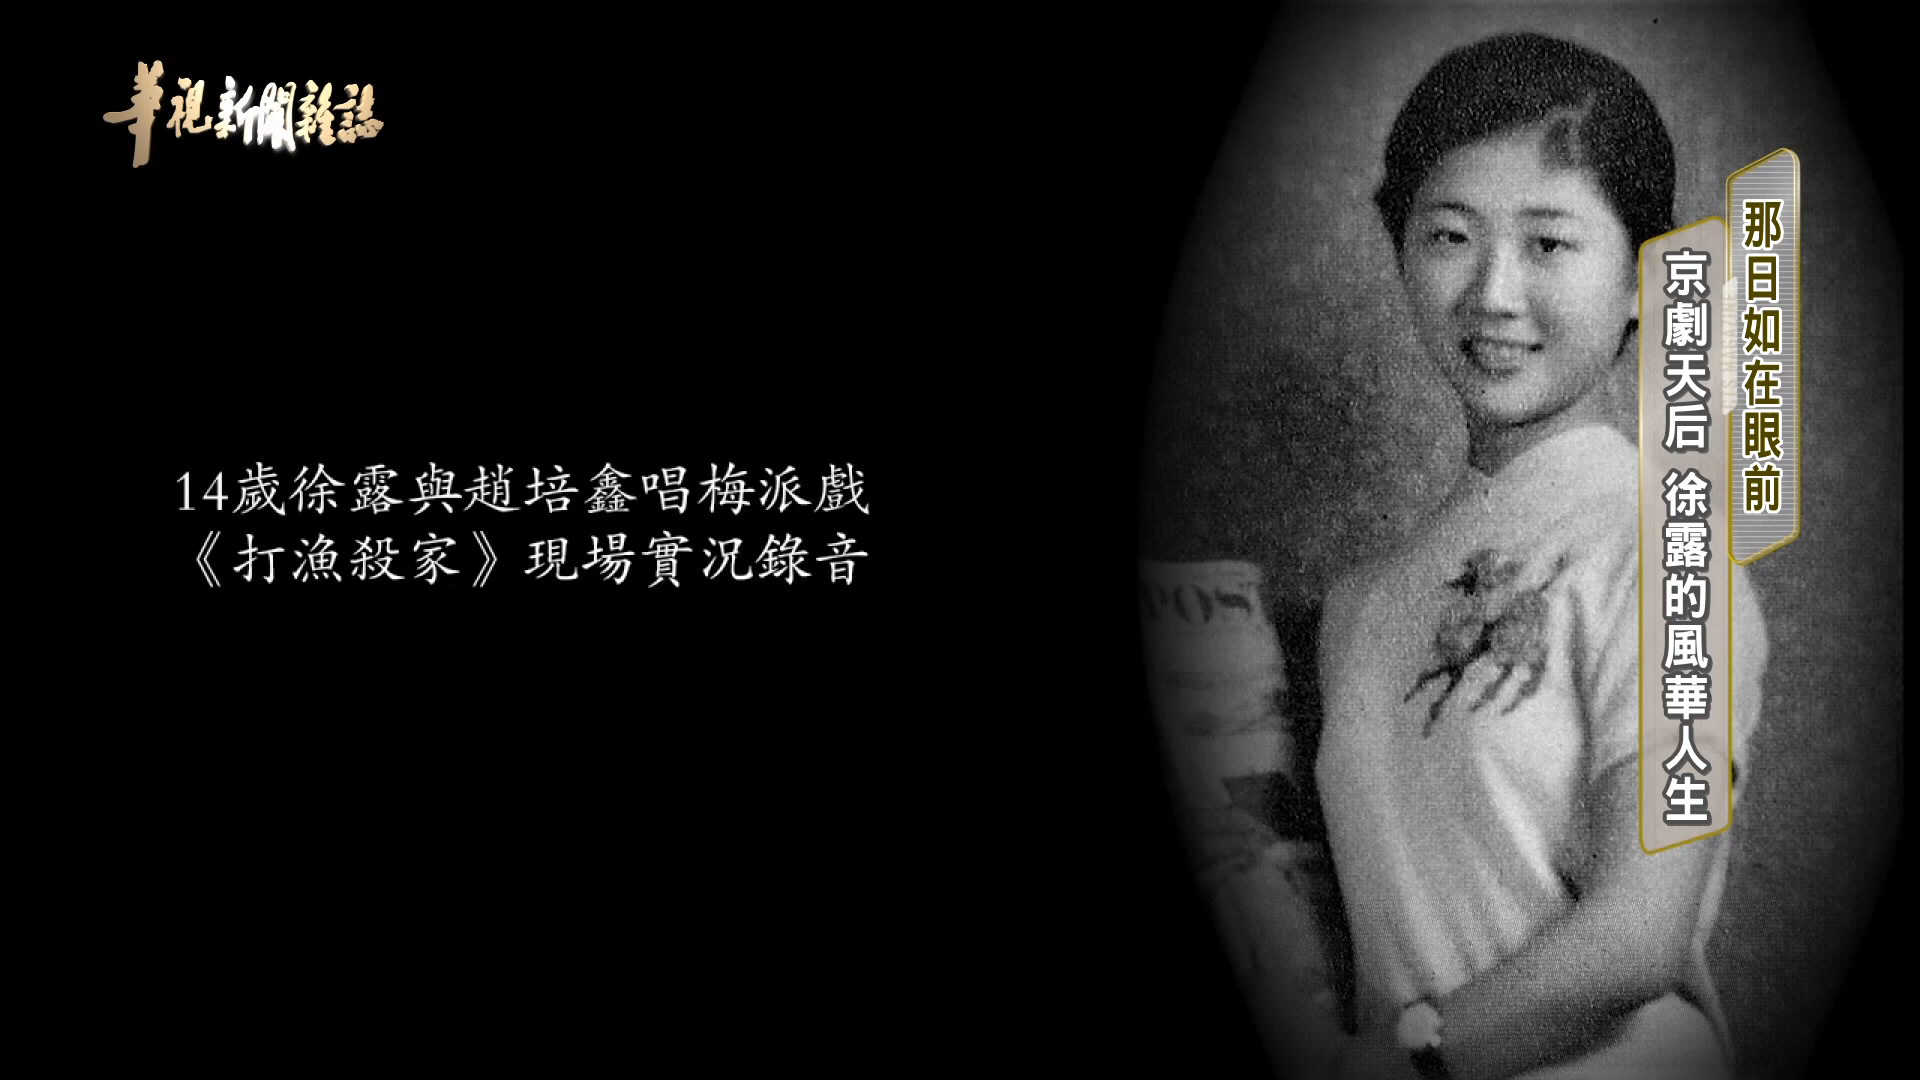 華視新聞雜誌
14歲徐露與趙培鑫唱梅派戲
《打漁殺家》現場實況錄音
那日如在眼前
京劇天后 徐露的風華人生